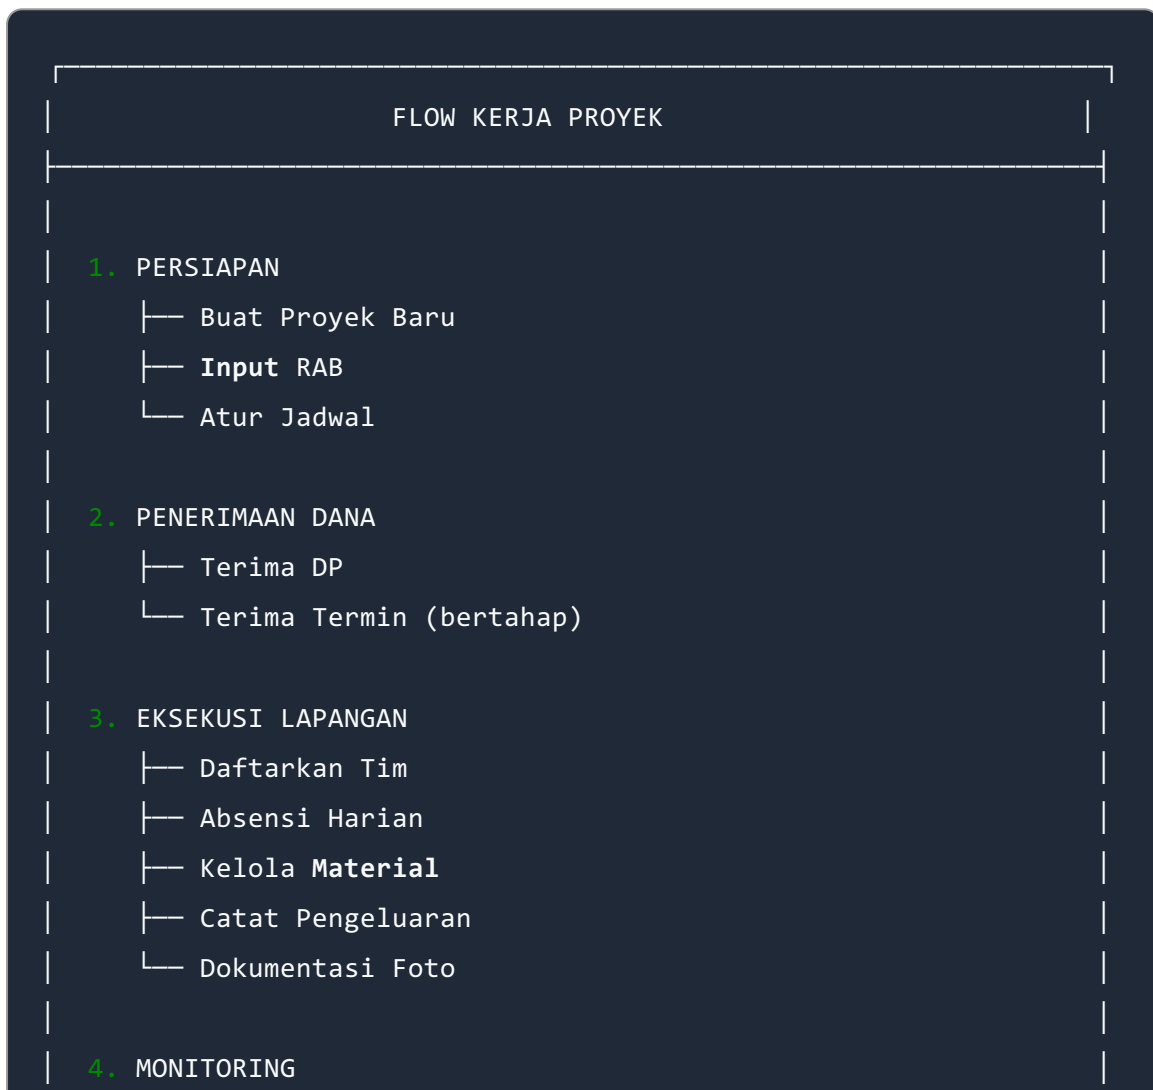 FLOW KERJA PROYEK
1. PERSIAPAN
├── Buat Proyek Baru
├── Input RAB
└── Atur Jadwal
2. PENERIMAAN DANA
├── Terima DP
└── Terima Termin (bertahap)
3. EKSEKUSI LAPANGAN
├── Daftarkan Tim
├── Absensi Harian
├── Kelola Material
├── Catat Pengeluaran
└── Dokumentasi Foto
4. MONITORING